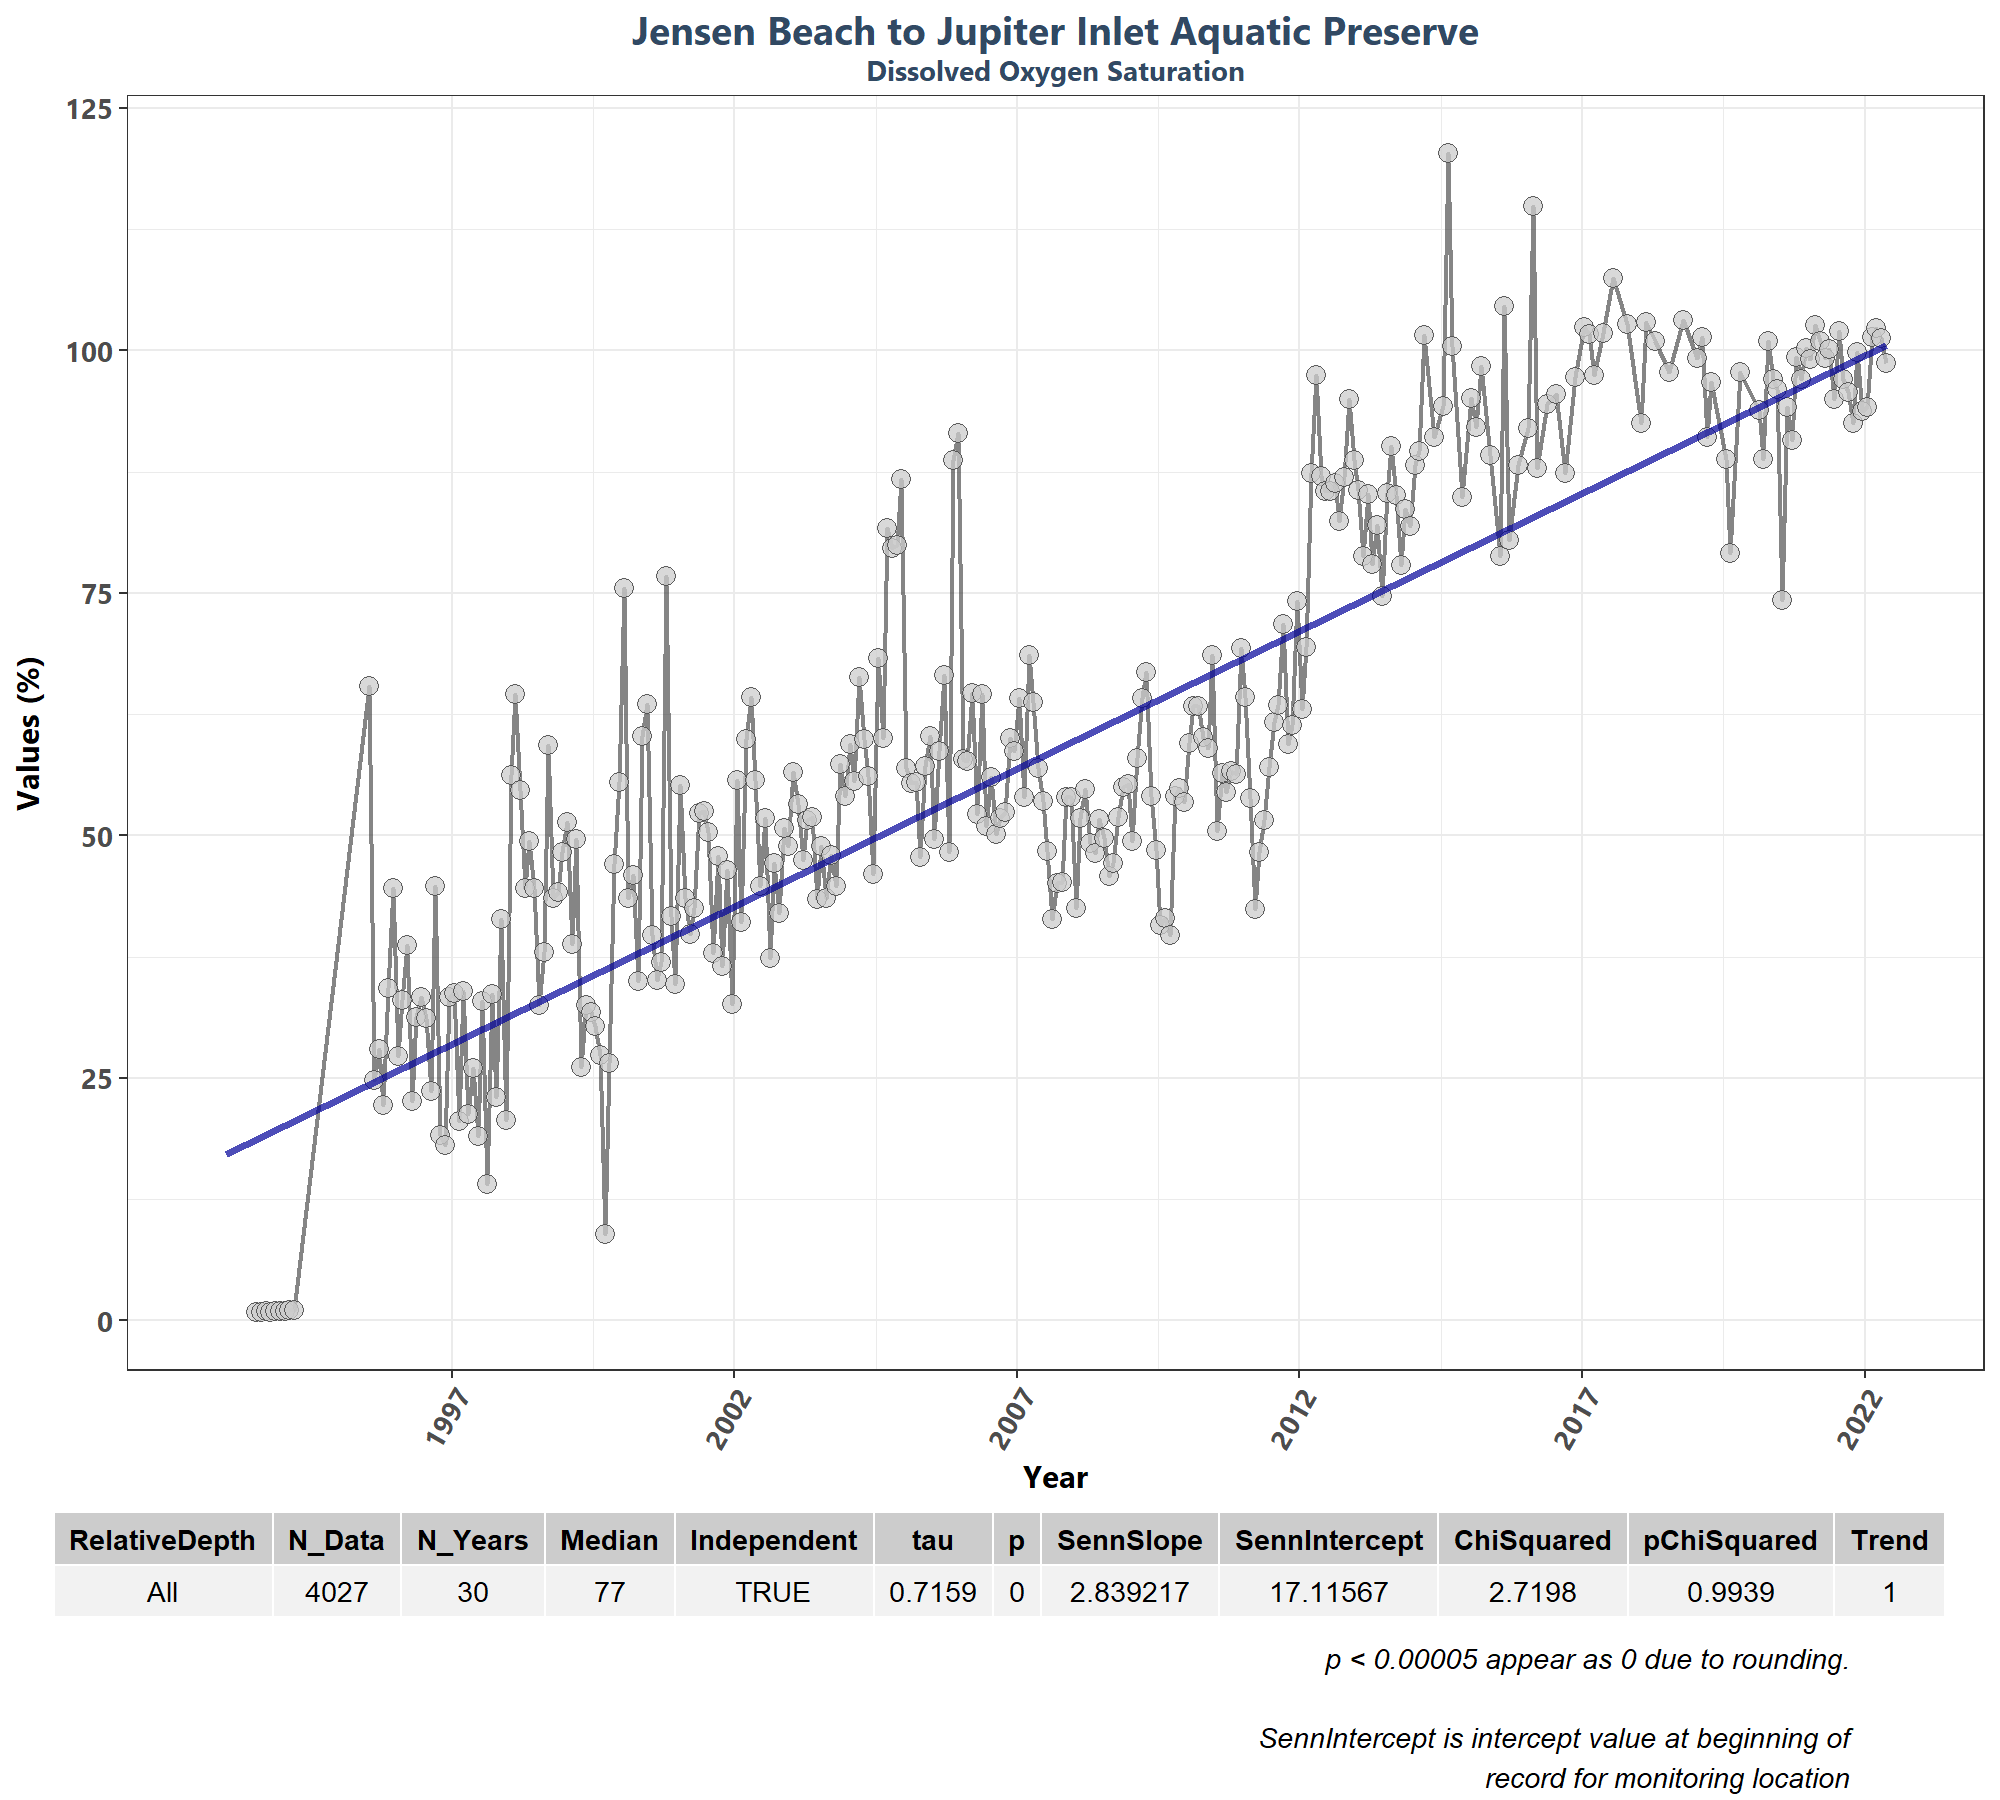 Jensen Beach to Jupiter Inlet Aquatic Preserve
Dissolved Oxygen Saturation
125
100
75
50
25
0
Values (%)
1997
2002
2007
2012
2017
2022
Year
RelativeDepth N_Data N_Years Median Independent tau p SennSlope SennIntercept ChiSquared pChiSquared Trend
All 4027 30 77 TRUE 0.7159 0 2.839217 17.11567 2.7198 0.9939 1
p < 0.00005 appear as 0 due to rounding.
SennIntercept is intercept value at beginning of
record for monitoring location